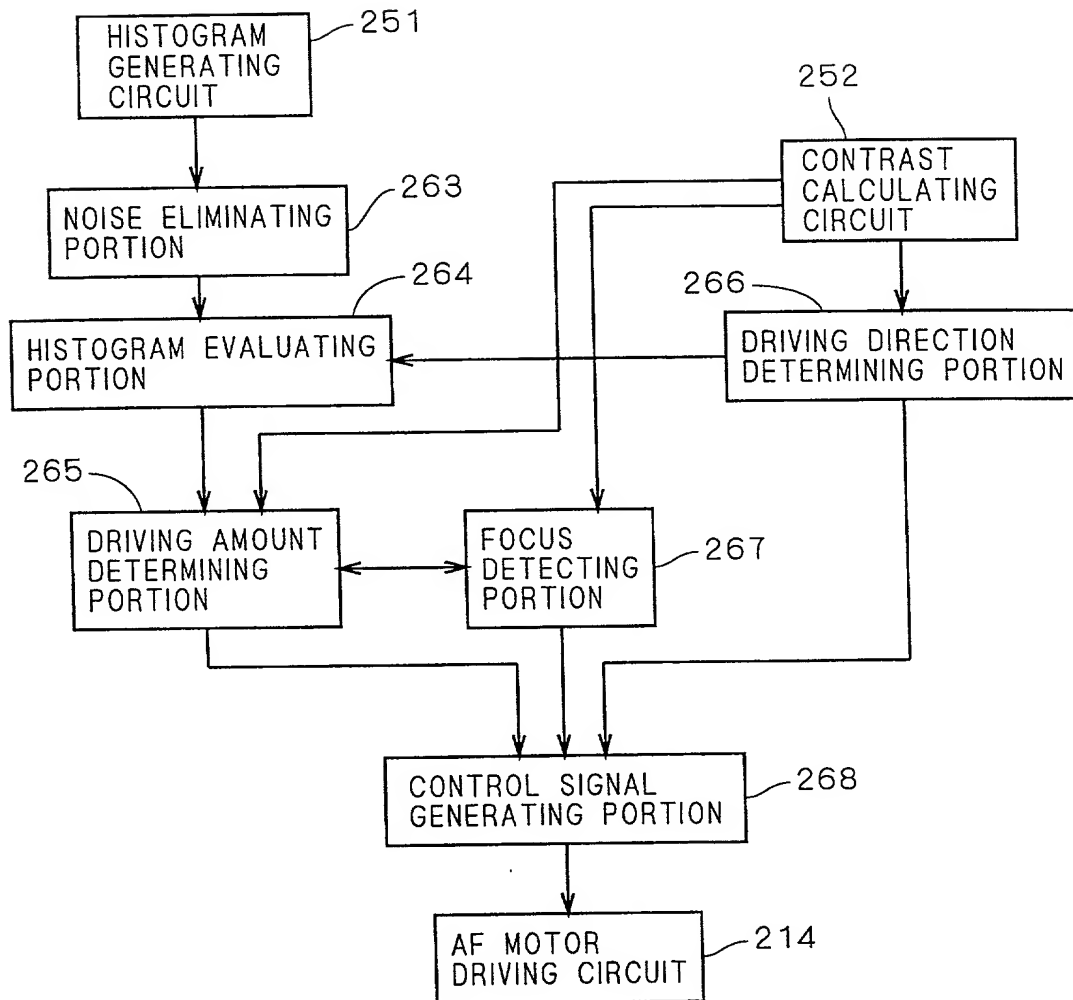 HISTOGRAM
GENERATING
CIRCUIT
251
252
CONTRAST
CALCULATING
CIRCUIT
263
NOISE ELIMINATING
PORTION
264
266
HISTOGRAM EVALUATING
PORTION
DRIVING DIRECTION
DETERMINING PORTION
265
DRIVING AMOUNT
DETERMINING
PORTION
FOCUS
DETECTING
PORTION
267
CONTROL SIGNAL
GENERATING PORTION
268
AF MOTOR
DRIVING CIRCUIT
214